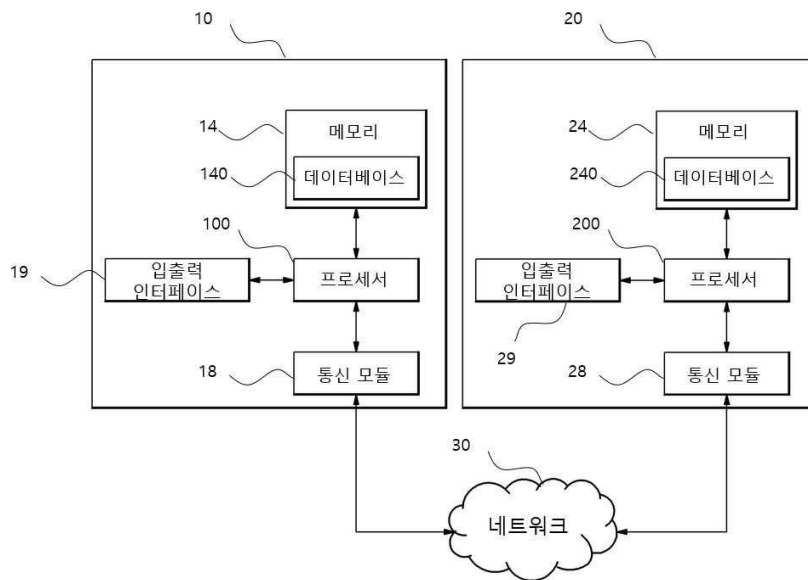 10
20
14
메모리
24
메모리
140
데이터베이스
240
데이터베이스
100
200
19
입출력
인터페이스
프로세서
입출력
인터페이스
프로세서
29
18
통신 모듈
28
통신 모듈
30
네트워크